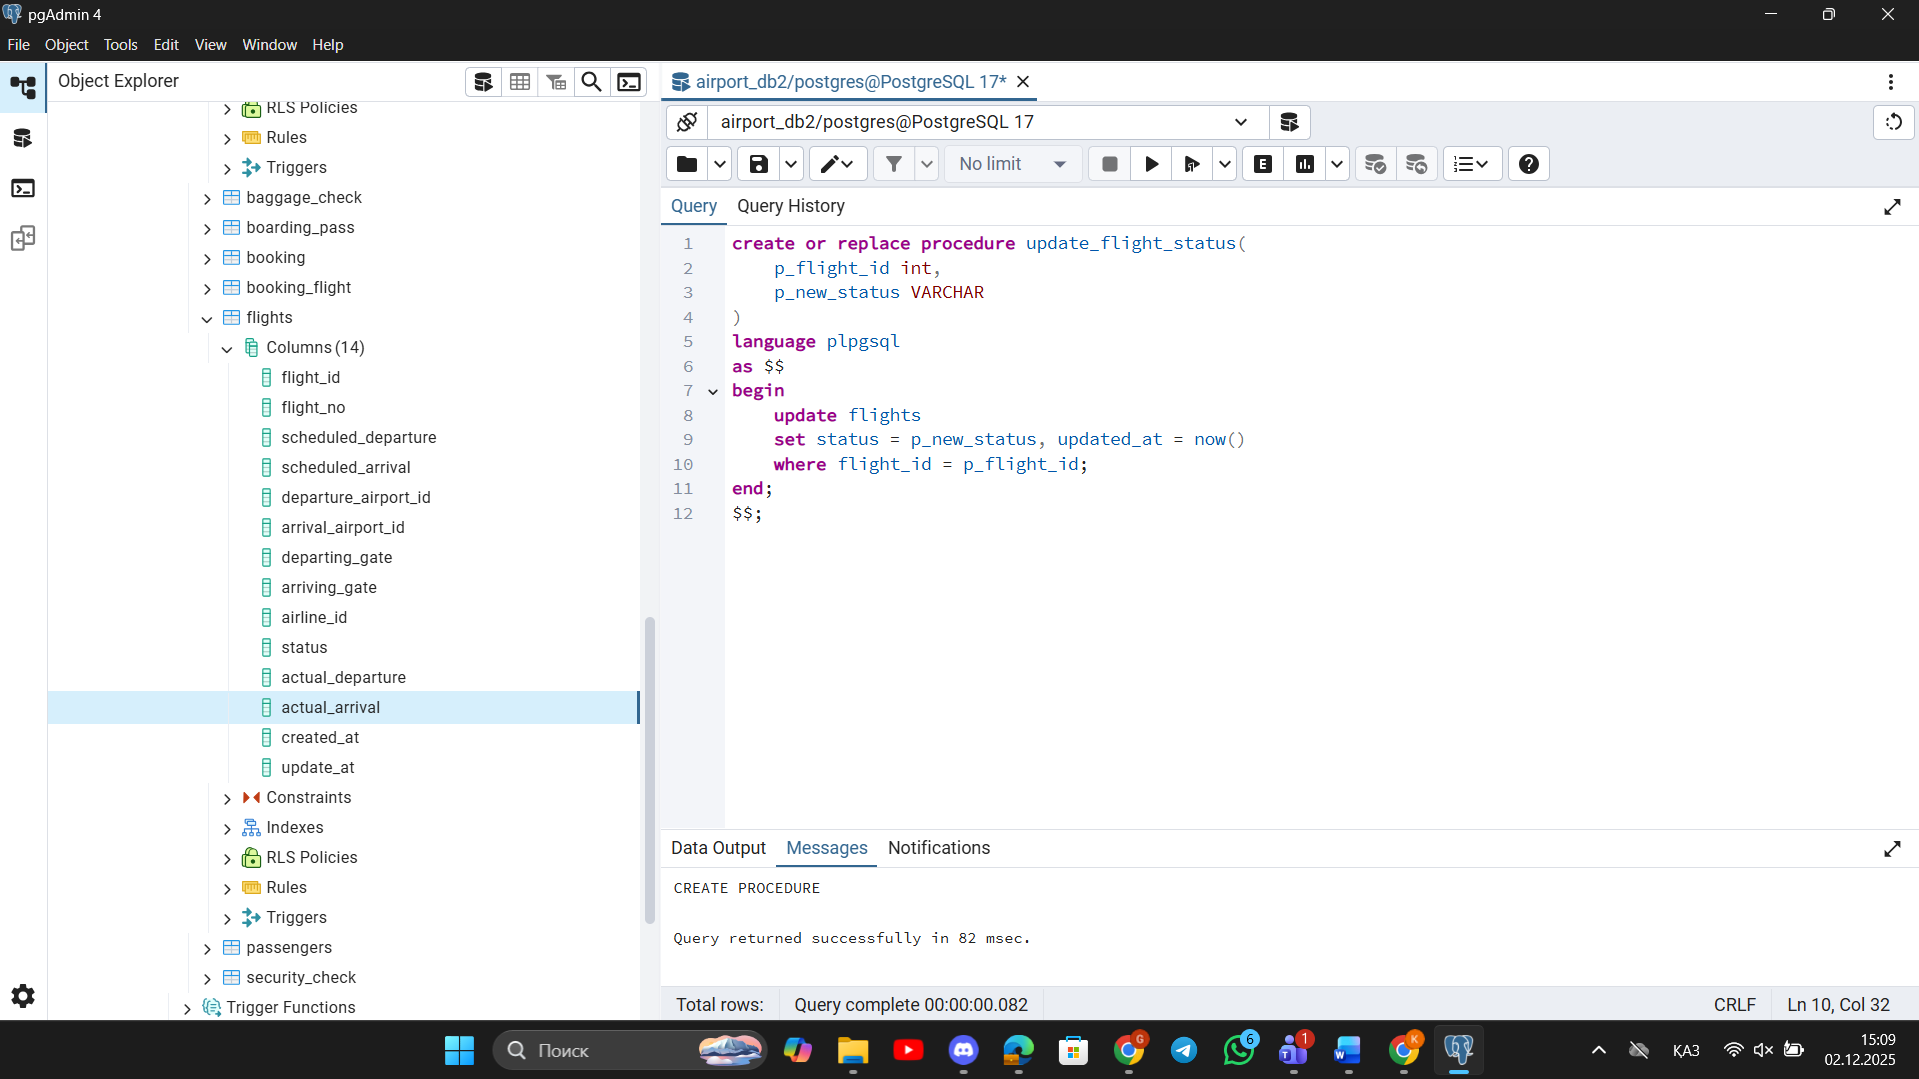 pgAdmin 4
File Object Tools Edit View Window Help
Object Explorer
RLS Policies
Rules
Triggers
baggage_check
boarding_pass
booking
booking_flight
flights
Columns (14)
flight_id
flight_no
scheduled_departure
scheduled_arrival
departure_airport_id
arrival_airport_id
departing_gate
arriving_gate
airline_id
status
actual_departure
actual_arrival
created_at
update_at
Constraints
Indexes
RLS Policies
Rules
Triggers
passengers
security_check
Trigger Functions
airport_db2/postgres@PostgreSQL 17*
airport_db2/postgres@PostgreSQL 17
No limit
E
Query Query History
1 create or replace procedure update_flight_status(
2 p_flight_id int,
3 p_new_status VARCHAR
4 )
5 language plpgsql
6 as $$
7 begin
8 update flights
9 set status = p_new_status, updated_at = now()
10 where flight_id = p_flight_id;
11 end;
12 $$;
Data Output Messages Notifications
CREATE PROCEDURE
Query returned successfully in 82 msec.
Total rows: Query complete 00:00:00.082 CRLF Ln 10, Col 32
Поиск
G
6
1
K
ҚАЗ
15:09
02.12.2025